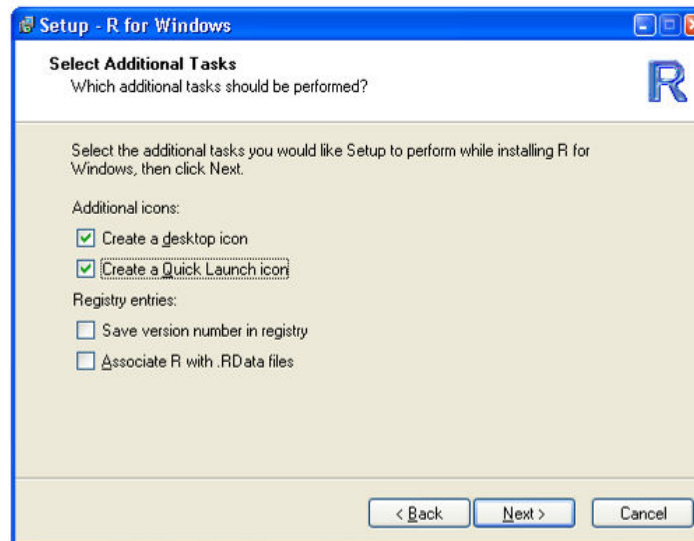 Setup - R for Windows
Select Additional Tasks
Which additional tasks should be performed?
R
Select the additional tasks you would like Setup to perform while installing R for
Windows, then click Next.
Additional icons:
Create a desktop icon
Create a Quick Launch icon
Registry entries:
Save version number in registry
Associate R with .RData files
< Back
Next >
Cancel